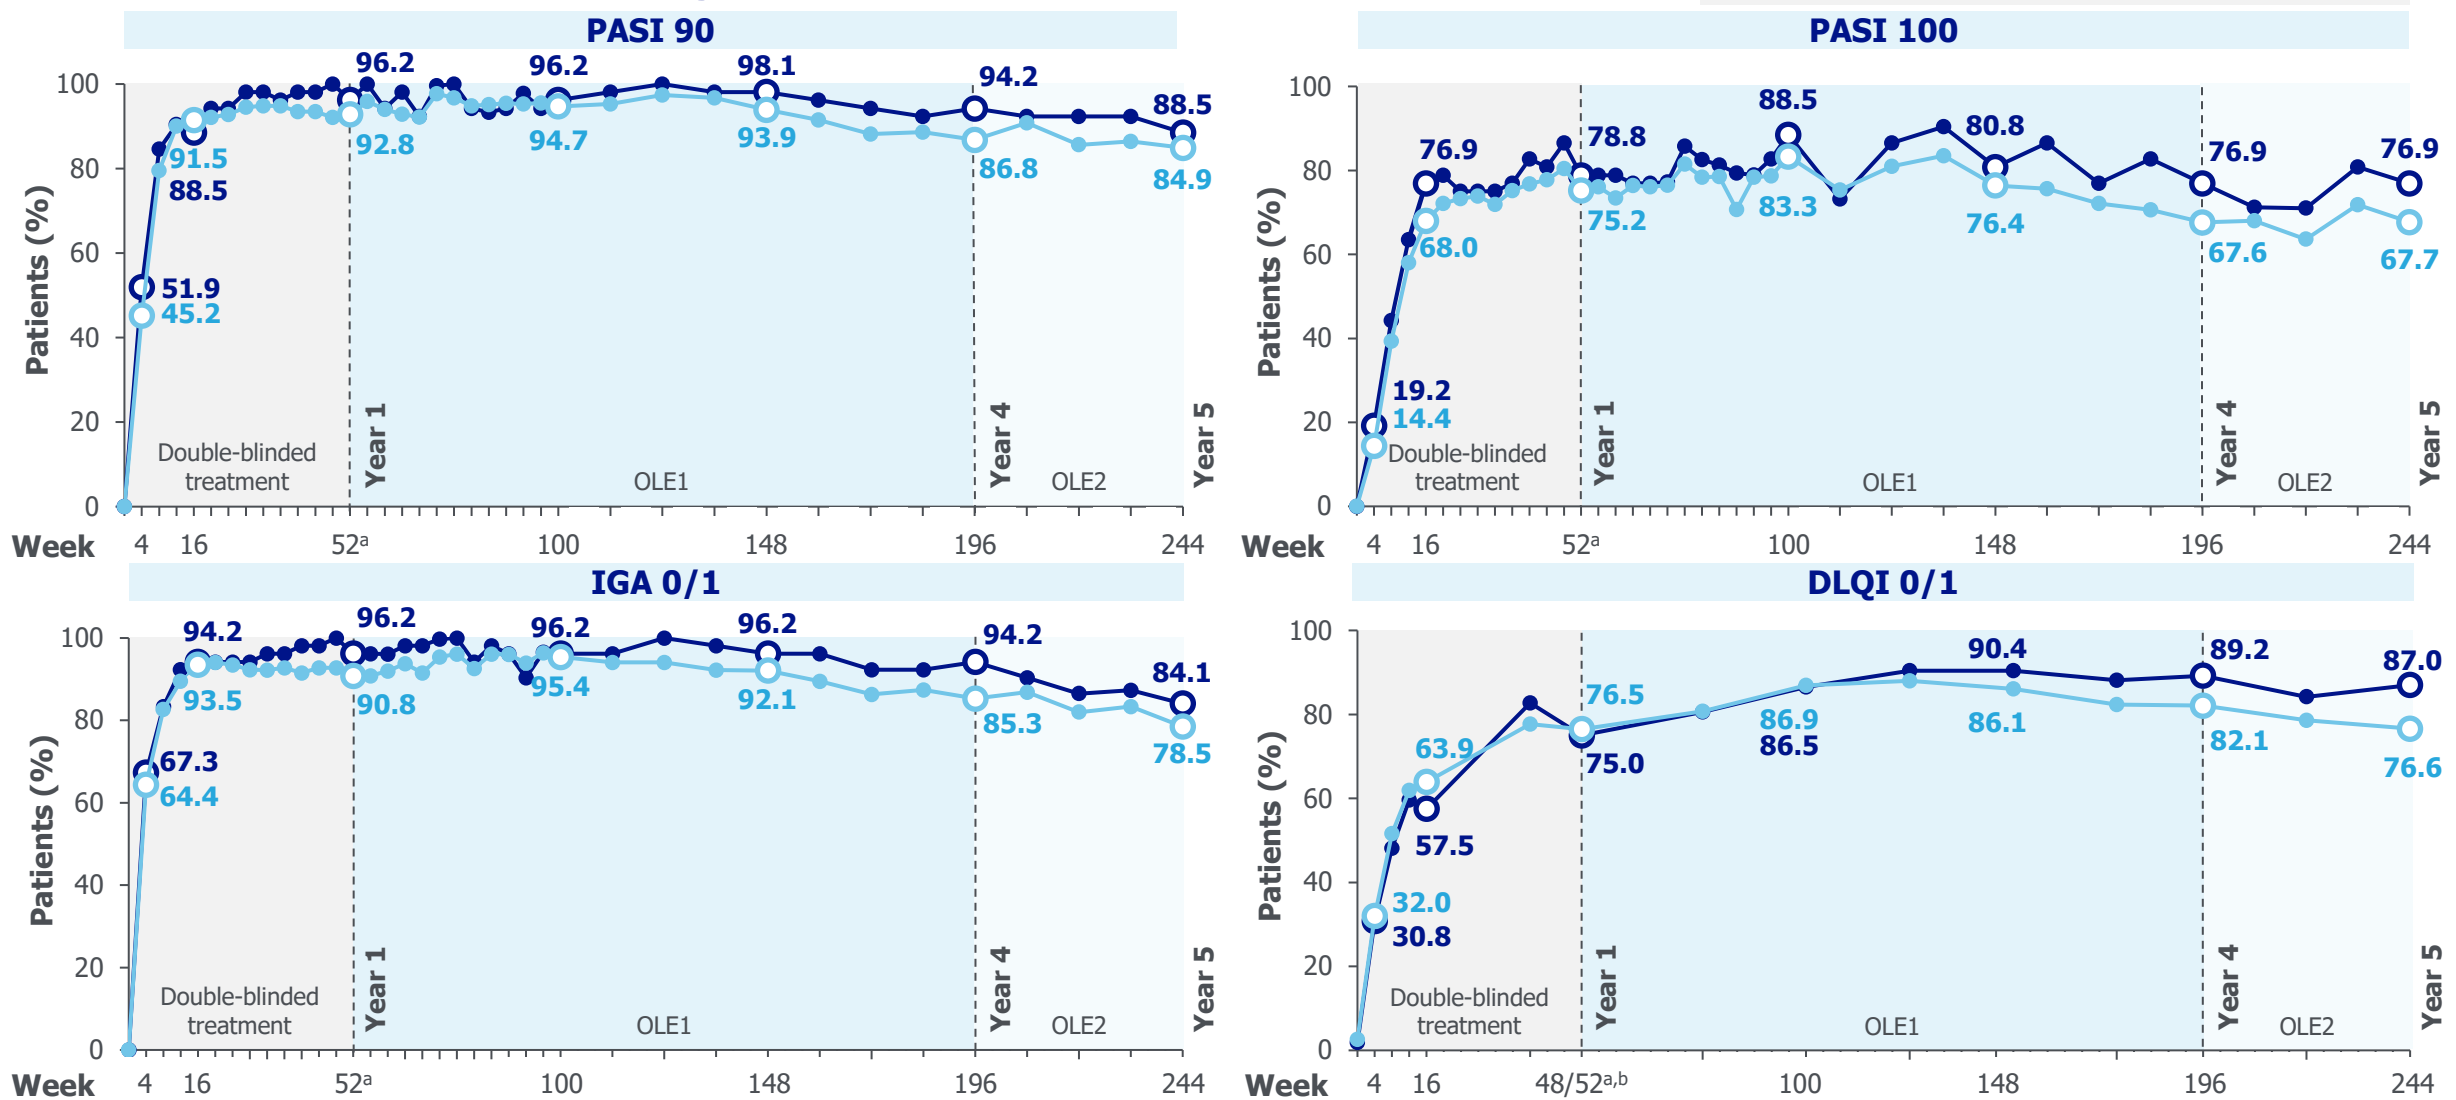 PASI 90
Patients (%)
100
80
60
40
20
0
51.9
45.2
91.5
88.5
96.2
92.8
96.2
94.7
98.1
93.9
94.2
86.8
88.5
84.9
Double-blinded
treatment
Year 1
OLE1
Year 4
OLE2
Year 5
Week 4 16 52ᵃ 100 148 196 244
PASI 100
Patients (%)
100
80
60
40
20
0
19.2
14.4
76.9
68.0
78.8
75.2
88.5
83.3
80.8
76.4
76.9
67.6
76.9
67.7
Double-blinded
treatment
Year 1
OLE1
Year 4
OLE2
Year 5
Week 4 16 52ᵃ 100 148 196 244
IGA 0/1
Patients (%)
100
80
60
40
20
0
67.3
64.4
94.2
93.5
96.2
90.8
96.2
95.4
96.2
92.1
94.2
85.3
84.1
78.5
Double-blinded
treatment
Year 1
OLE1
Year 4
OLE2
Year 5
Week 4 16 52ᵃ 100 148 196 244
DLQI 0/1
Patients (%)
100
80
60
40
20
0
32.0
30.8
63.9
57.5
76.5
75.0
86.9
86.5
90.4
86.1
89.2
82.1
87.0
76.6
Double-blinded
treatment
Year 1
OLE1
Year 4
OLE2
Year 5
Week 4 16 48/52ᵃ,ᵇ 100 148 196 244